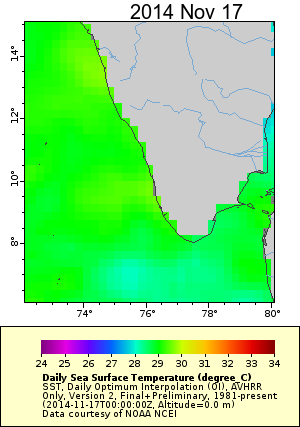 2014 Nov 17
14°
12°
10°
8°
74° 76° 78° 80°
24 25 26 27 28 29 30 31 32 33 34
Daily Sea Surface Temperature (degree_C)
SST, Daily Optimum Interpolation (OI), AVHRR
Only, Version 2, Final+Preliminary, 1981-present
(2014-11-17T00:00:00Z, Altitude=0.0 m)
Data courtesy of NOAA NCEI